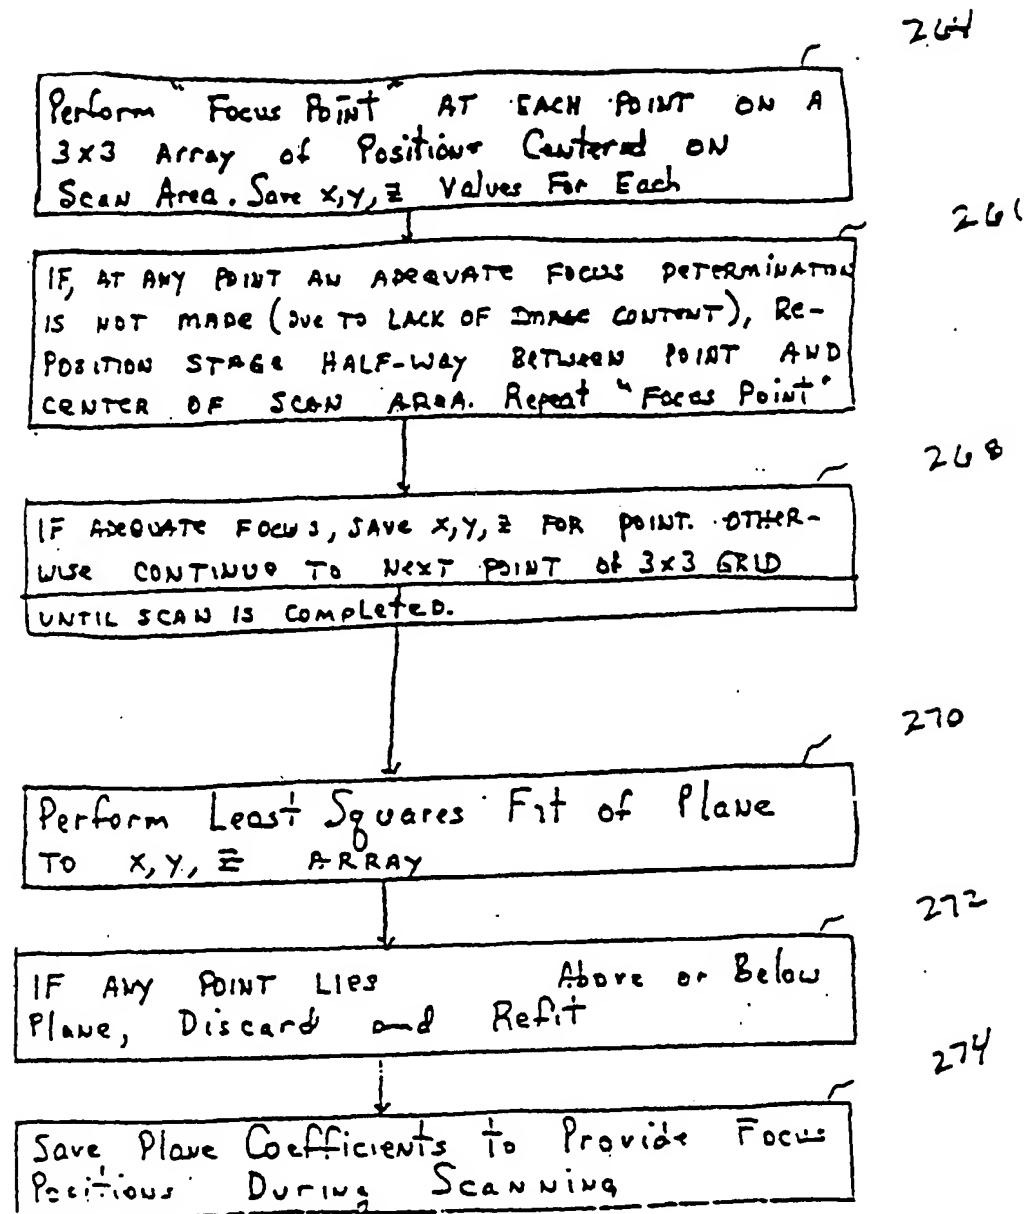 264
Perform "Focus Point" AT EACH POINT ON A
3x3 Array of Positions Centered ON
Scan Area. Save x,y,z Values For Each
IF, AT ANY POINT AN ADEQUATE FOCUS DETERMINATION
IS NOT MADE (DUE TO LACK OF IMAGE CONTENT), RE-
POSITION STAGE HALF-WAY BETWEEN POINT AND
CENTER OF SCAN AREA. Repeat "Focus Point"
268
IF ADEQUATE FOCUS, SAVE X,Y,Z FOR POINT. OTHER-
WISE CONTINUE TO NEXT POINT of 3x3 GRID
UNTIL SCAN IS COMPLETED.
270
Perform Least Squares Fit of Plane
TO X,Y,Z ARRAY
272
IF ANY POINT LIES Above or Below
Plane, Discard and Refit
274
Save Plane Coefficients to Provide Focus
Positions During Scanning